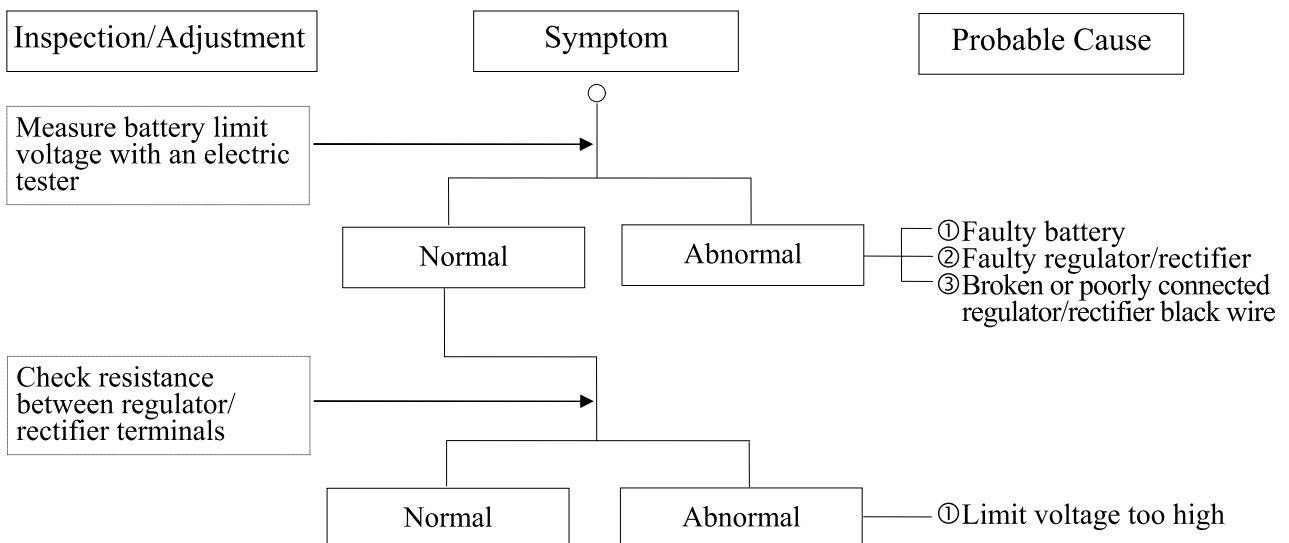 Inspection/Adjustment
Symptom
Probable Cause
Measure battery limit
voltage with an electric
tester
Normal
Abnormal
①Faulty battery
②Faulty regulator/rectifier
③Broken or poorly connected
regulator/rectifier black wire
Check resistance
between regulator/
rectifier terminals
Normal
Abnormal
①Limit voltage too high